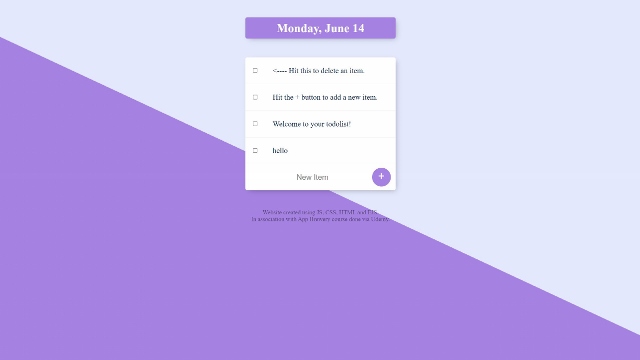 Monday, June 14
<---- Hit this to delete an item.
Hit the + button to add a new item.
Welcome to your todolist!
hello
New Item
+
Website created using JS, CSS, HTML and EJS
in association with App Brewery course done via Udemy.